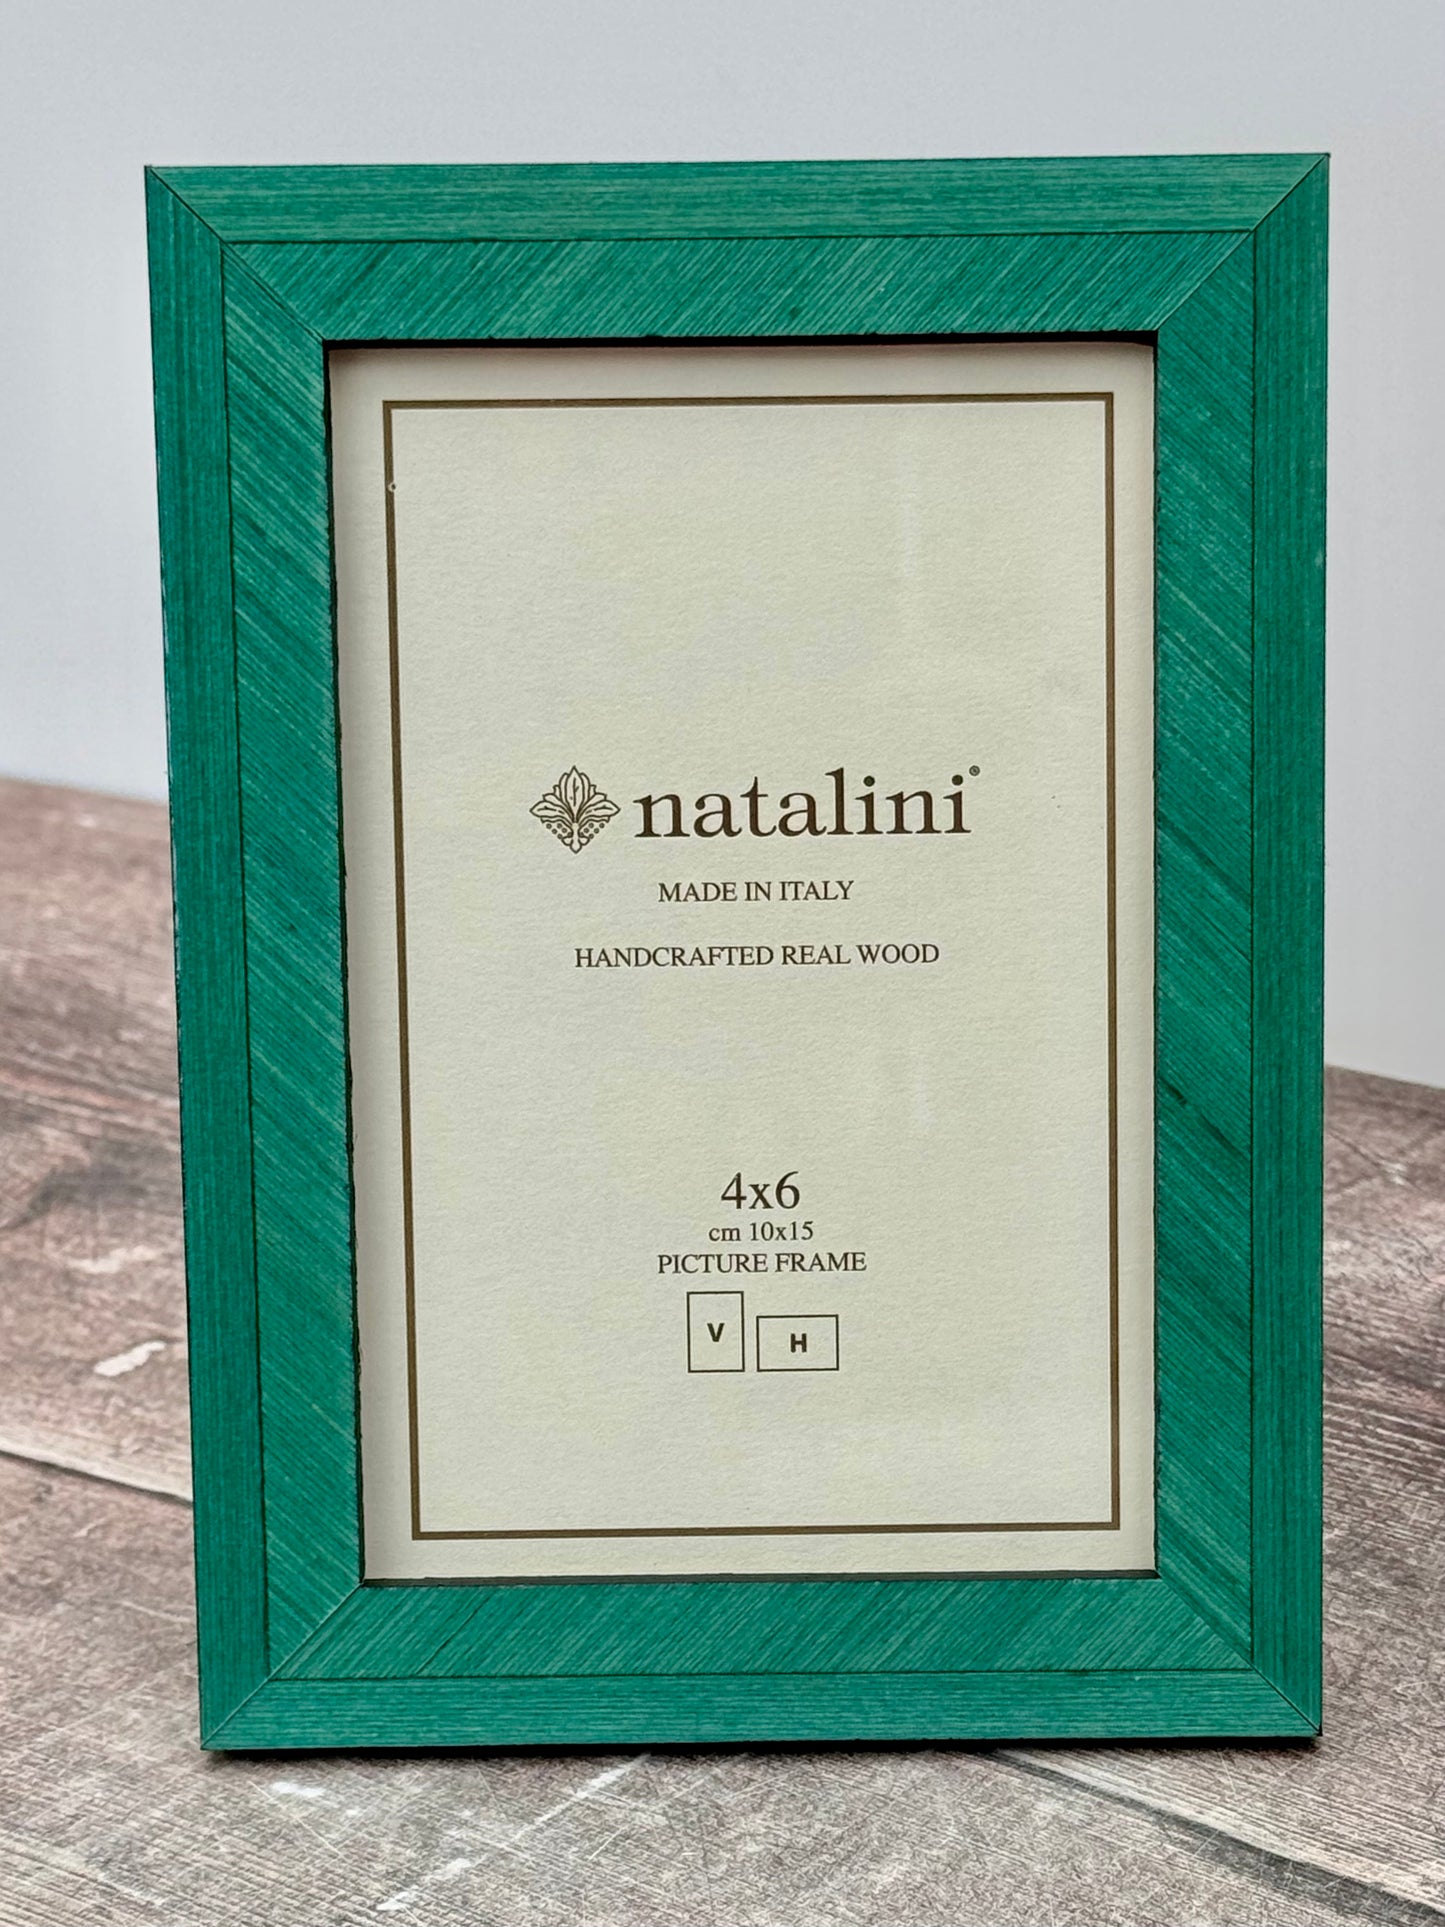 natalini®
MADE IN ITALY
HANDCRAFTED REAL WOOD
4x6
cm 10x15
PICTURE FRAME
V H